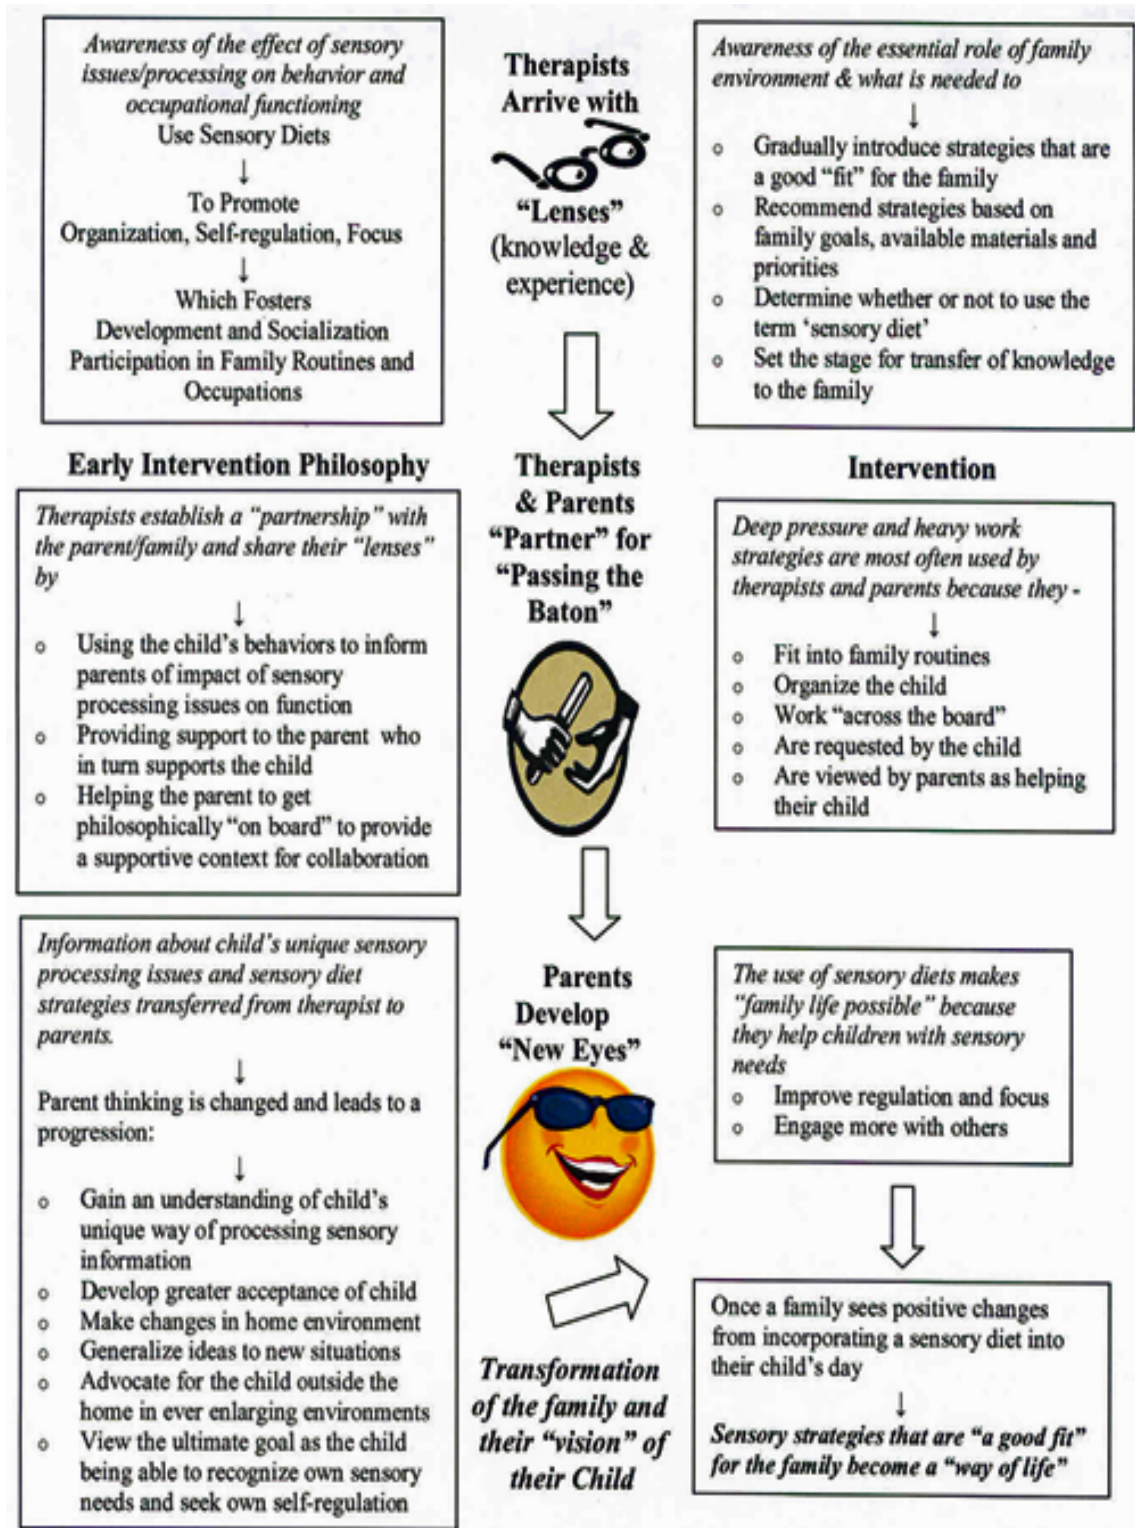 Awareness of the effect of sensory
issues/processing on behavior and
occupational functioning
Use Sensory Diets
↓
To Promote
Organization, Self-regulation, Focus
↓
Which Fosters
Development and Socialization
Participation in Family Routines and
Occupations
Therapists
Arrive with
“Lenses”
(knowledge &
experience)
Awareness of the essential role of family
environment & what is needed to
↓
o Gradually introduce strategies that are
a good “fit” for the family
o Recommend strategies based on
family goals, available materials and
priorities
o Determine whether or not to use the
term ‘sensory diet’
o Set the stage for transfer of knowledge
to the family
Early Intervention Philosophy
Therapists establish a “partnership” with
the parent/family and share their “lenses”
by
↓
o Using the child’s behaviors to inform
parents of impact of sensory
processing issues on function
o Providing support to the parent who
in turn supports the child
o Helping the parent to get
philosophically “on board” to provide
a supportive context for collaboration
Therapists
& Parents
“Partner” for
“Passing the
Baton”
Intervention
Deep pressure and heavy work
strategies are most often used by
therapists and parents because they -
↓
o Fit into family routines
o Organize the child
o Work “across the board”
o Are requested by the child
o Are viewed by parents as helping
their child
Information about child’s unique sensory
processing issues and sensory diet
strategies transferred from therapist to
parents.
↓
Parent thinking is changed and leads to a
progression:
↓
o Gain an understanding of child’s
unique way of processing sensory
information
o Develop greater acceptance of child
o Make changes in home environment
o Generalize ideas to new situations
o Advocate for the child outside the
home in ever enlarging environments
o View the ultimate goal as the child
being able to recognize own sensory
needs and seek own self-regulation
Parents
Develop
“New Eyes”
Transformation
of the family and
their “vision” of
their Child
The use of sensory diets makes
“family life possible” because
they help children with sensory
needs
o Improve regulation and focus
o Engage more with others
Once a family sees positive changes
from incorporating a sensory diet into
their child’s day
↓
Sensory strategies that are “a good fit”
for the family become a “way of life”